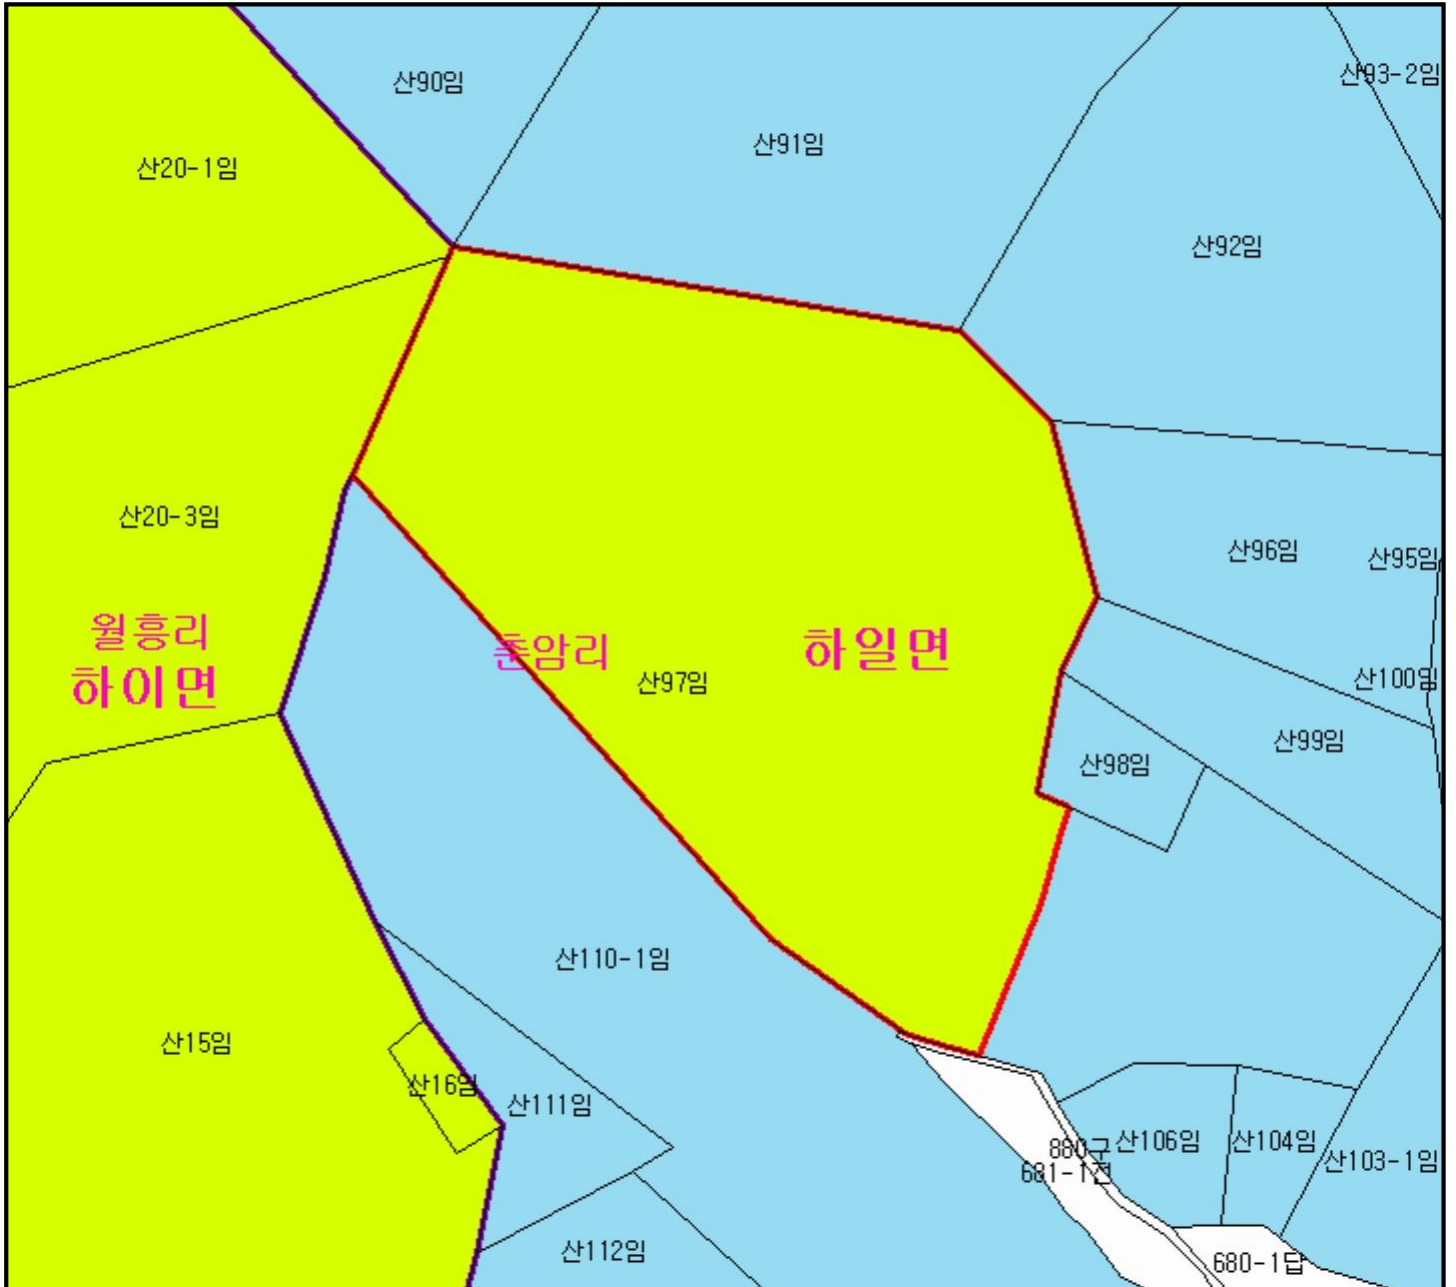 산90임
산93-2임
산91임
산20-1임
산92임
산20-3임
산96임
산95임
월흥리
춘암리
하일면
하이면
산97임
산100임
산99임
산98임
산110-1임
산15임
산16임
산111임
880구
산106임
산104임
681-1전
산103-1임
산112임
680-1답